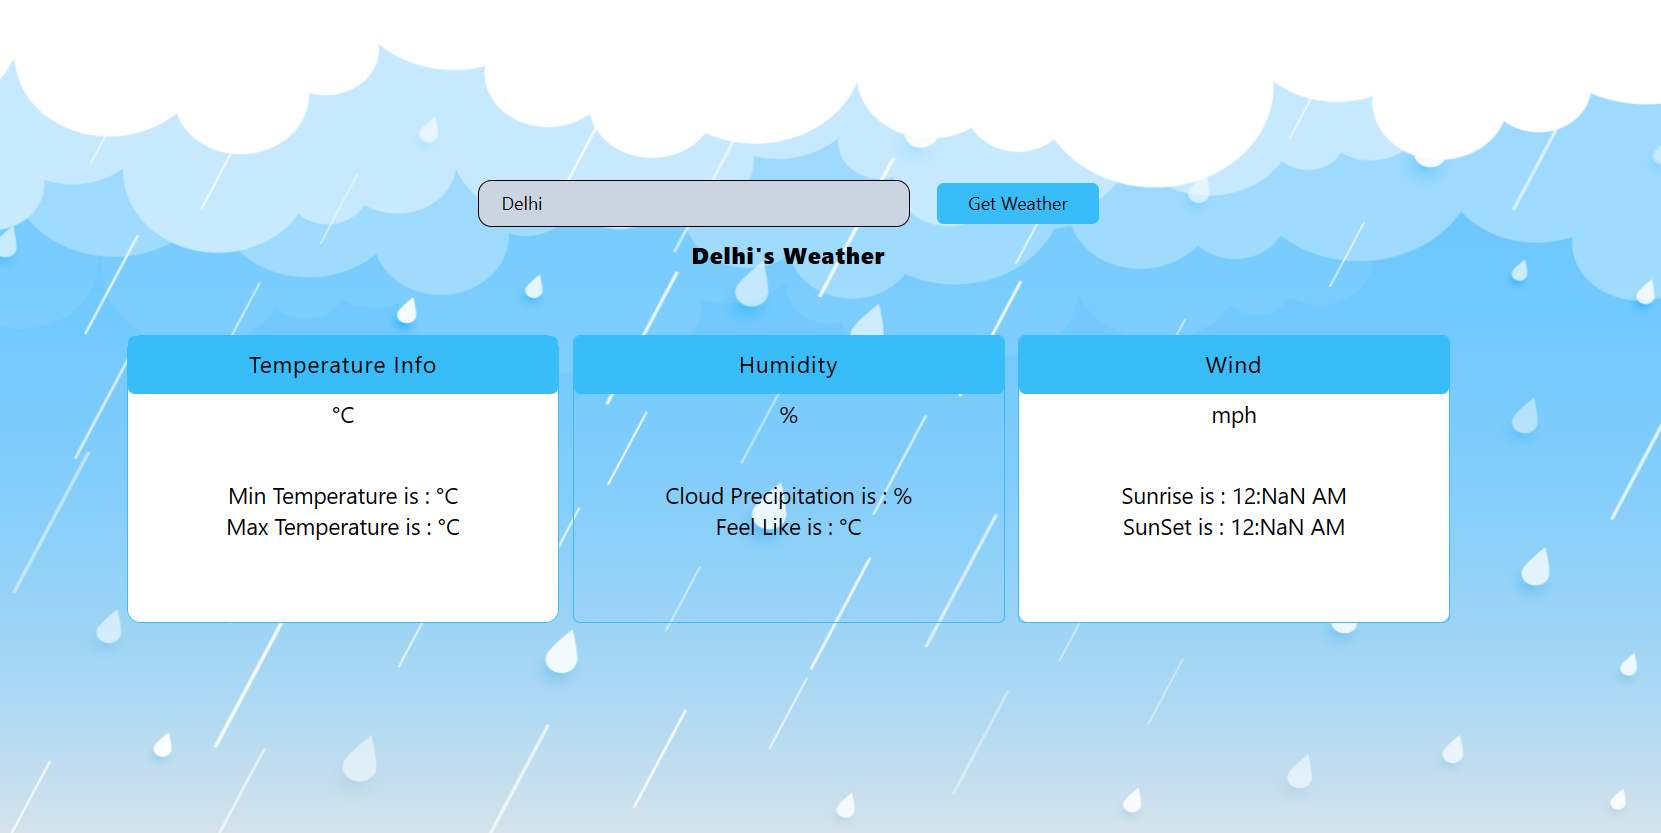 Delhi
Get Weather
Delhi's Weather
Temperature Info
°C
Min Temperature is : °C
Max Temperature is : °C
Humidity
%
Cloud Precipitation is : %
Feel Like is : °C
Wind
mph
Sunrise is : 12:NaN AM
SunSet is : 12:NaN AM